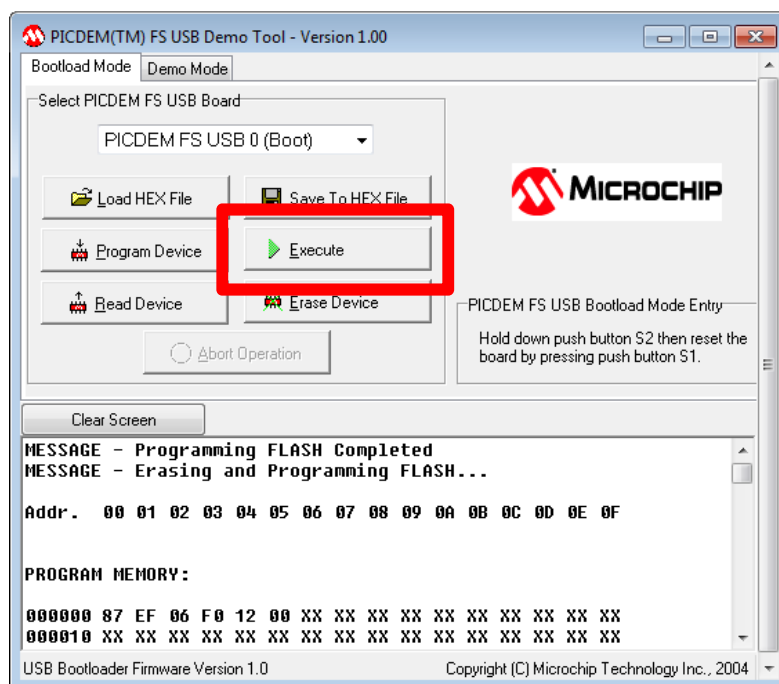 PICDEM(TM) FS USB Demo Tool - Version 1.00
Bootload Mode Demo Mode
Select PICDEM FS USB Board
PICDEM FS USB 0 (Boot)
Load HEX File Save To HEX File
MICROCHIP
Program Device Execute
Read Device Erase Device
PICDEM FS USB Bootload Mode Entry
Hold down push button S2 then reset the
board by pressing push button S1.
Abort Operation
Clear Screen
MESSAGE - Programming FLASH Completed
MESSAGE - Erasing and Programming FLASH...
Addr. 00 01 02 03 04 05 06 07 08 09 0A 0B 0C 0D 0E 0F
PROGRAM MEMORY:
000000 87 EF 06 F0 12 00 XX XX XX XX XX XX XX XX XX XX
000010 XX XX XX XX XX XX XX XX XX XX XX XX XX XX XX XX
USB Bootloader Firmware Version 1.0 Copyright (C) Microchip Technology Inc., 2004